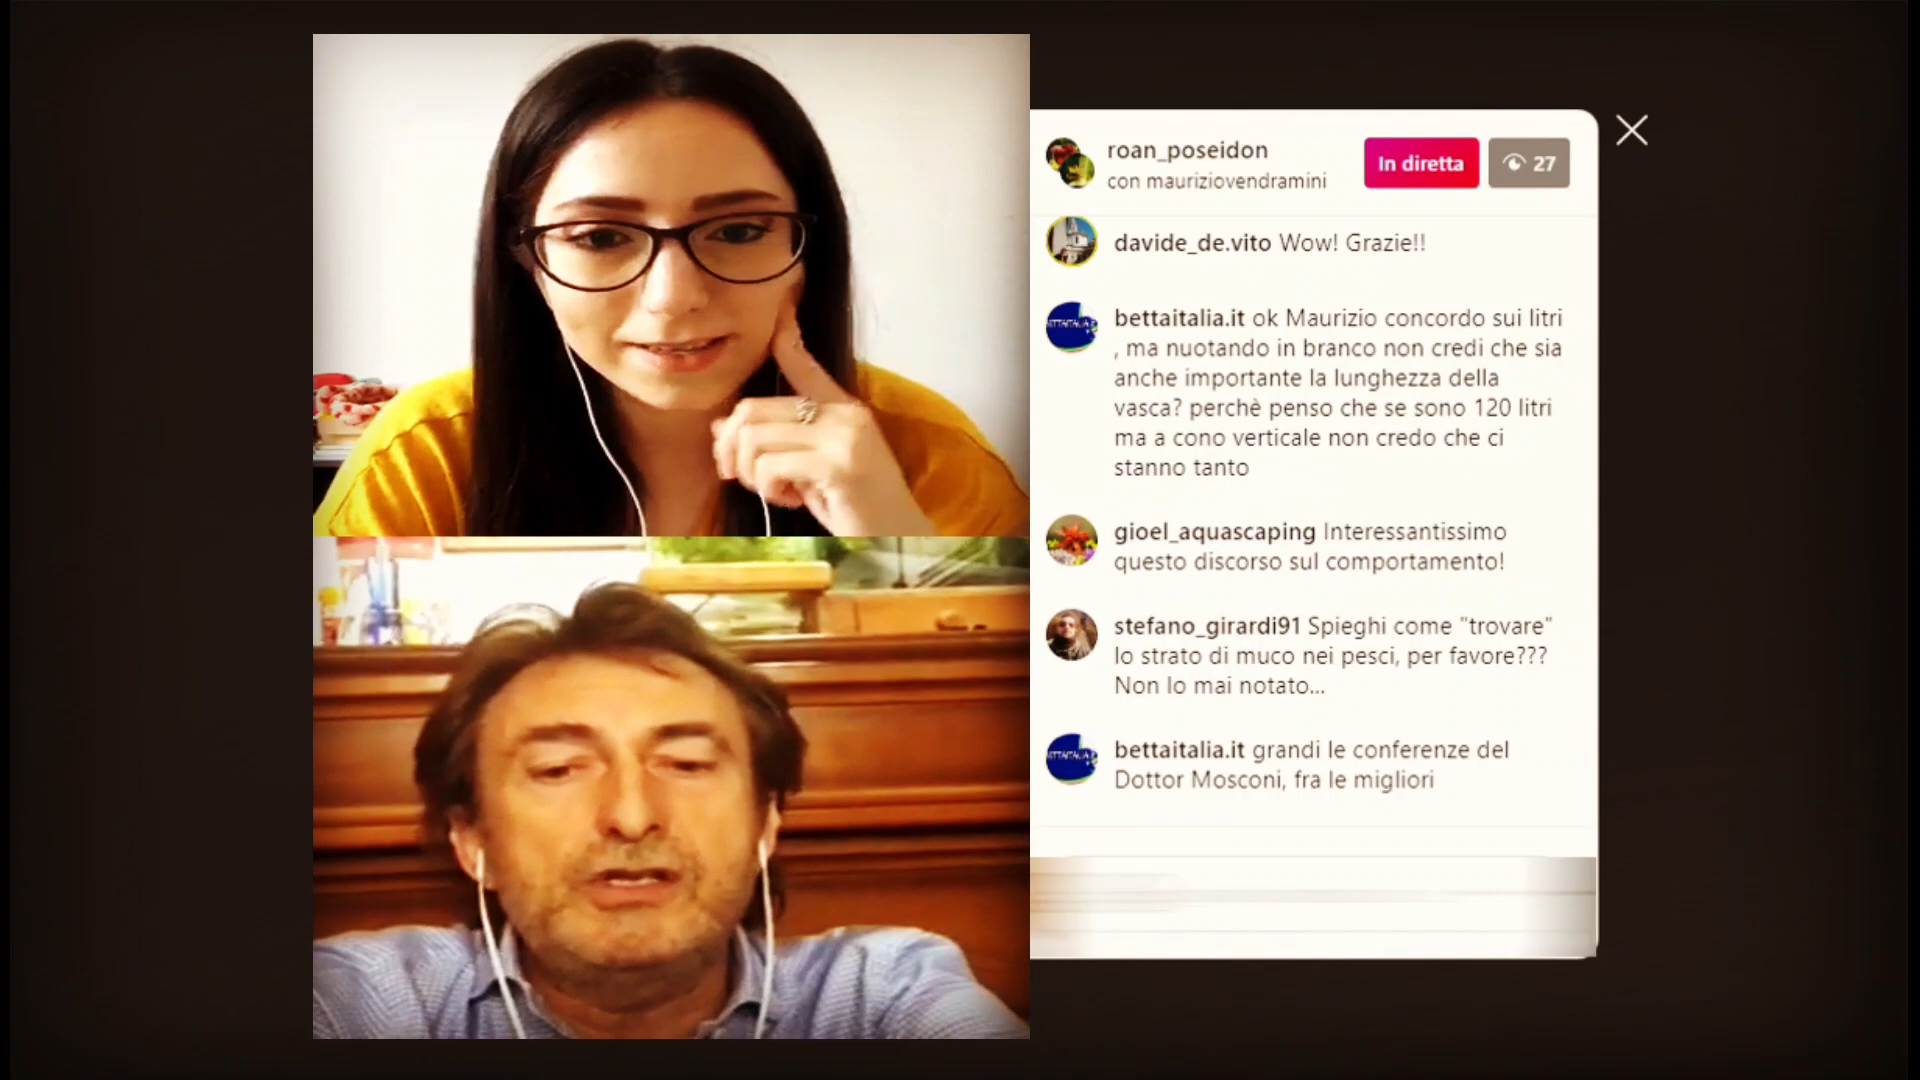 roan_poseidon
con mauriziovendramini
In diretta
27
davide_de.vito Wow! Grazie!!
bettaitalia.it ok Maurizio concordo sui litri
, ma nuotando in branco non credi che sia
anche importante la lunghezza della
vasca? perchè penso che se sono 120 litri
ma a cono verticale non credo che ci
stanno tanto
gioel_aquascaping Interessantissimo
questo discorso sul comportamento!
stefano_girardi91 Spieghi come "trovare"
lo strato di muco nei pesci, per favore???
Non lo mai notato...
bettaitalia.it grandi le conferenze del
Dottor Mosconi, fra le migliori